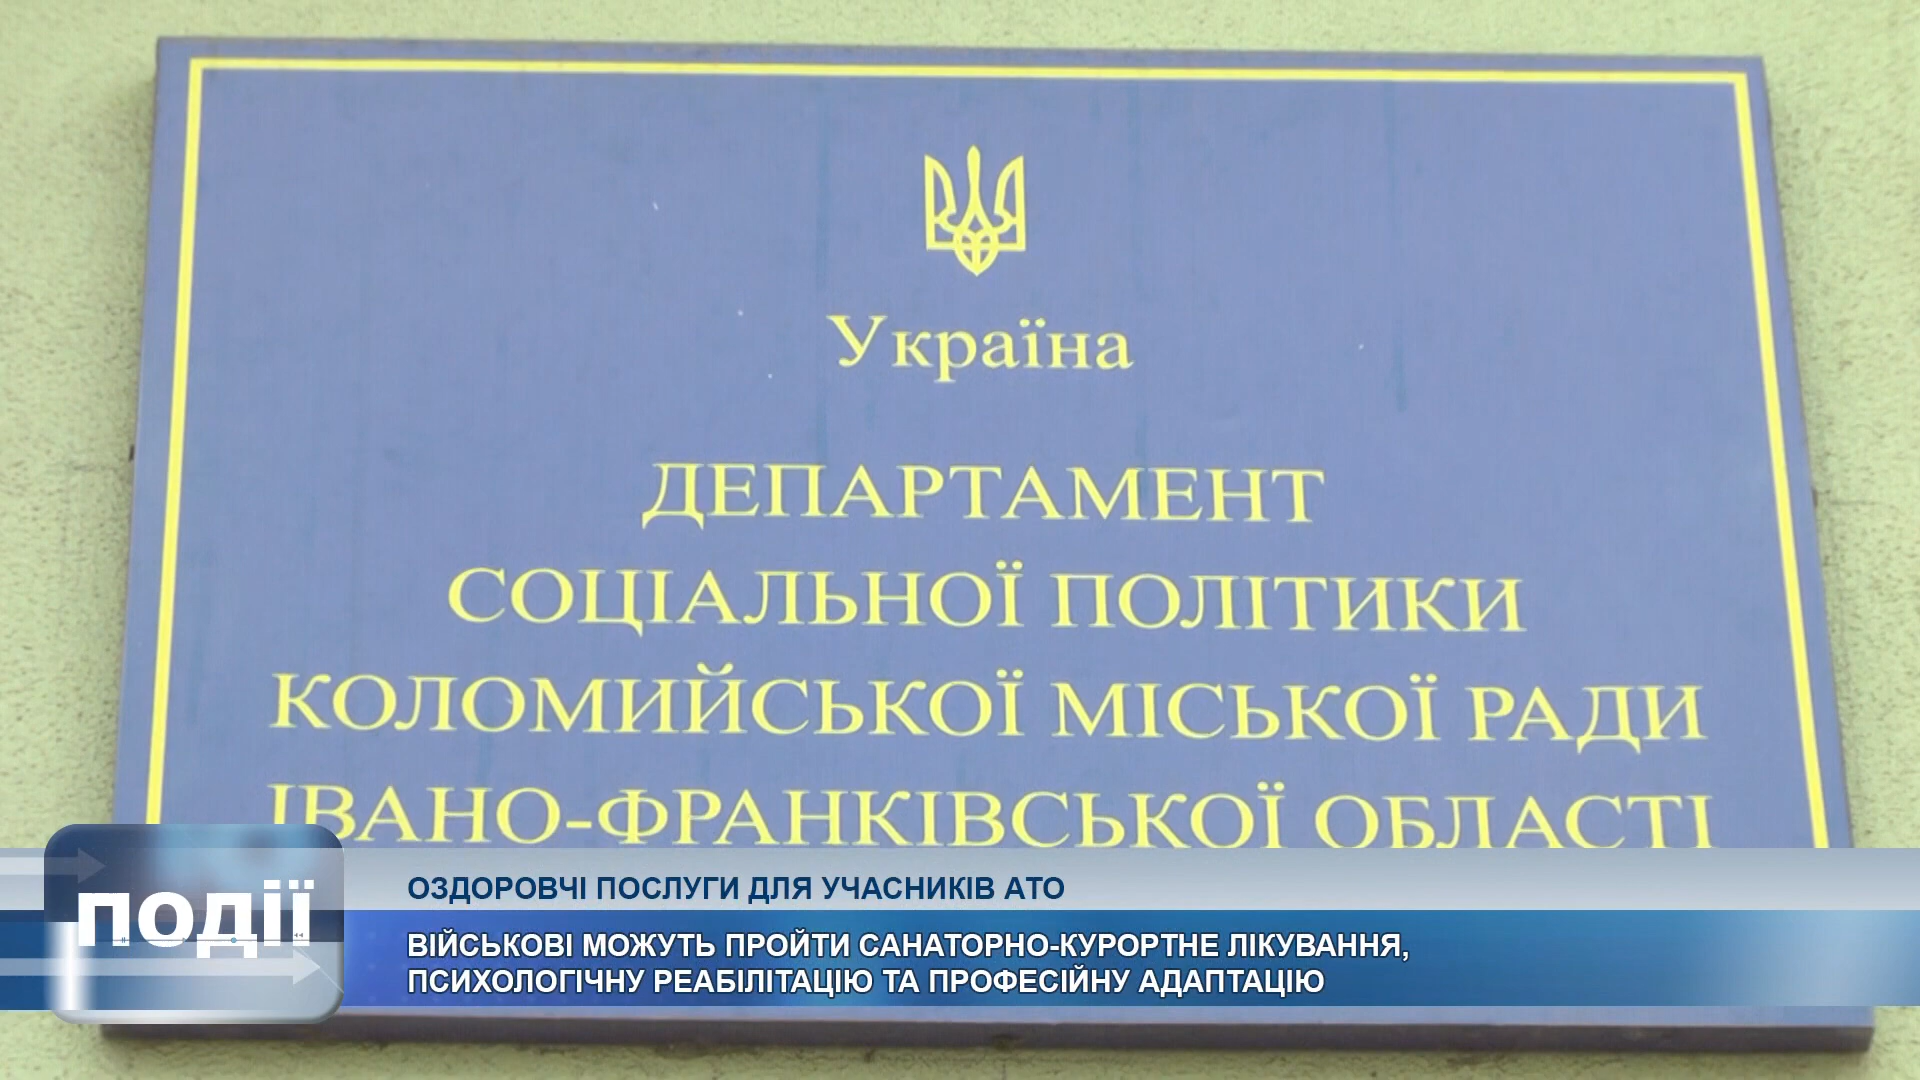 Україна
ДЕПАРТАМЕНТ
СОЦІАЛЬНОЇ ПОЛІТИКИ
КОЛОМИЙСЬКОЇ МІСЬКОЇ РАДИ
ІВАНО-ФРАНКІВСЬКОЇ ОБЛАСТІ
події
ОЗДОРОВЧІ ПОСЛУГИ ДЛЯ УЧАСНИКІВ АТО
ВІЙСЬКОВІ МОЖУТЬ ПРОЙТИ САНАТОРНО-КУРОРТНЕ ЛІКУВАННЯ,
ПСИХОЛОГІЧНУ РЕАБІЛІТАЦІЮ ТА ПРОФЕСІЙНУ АДАПТАЦІЮ